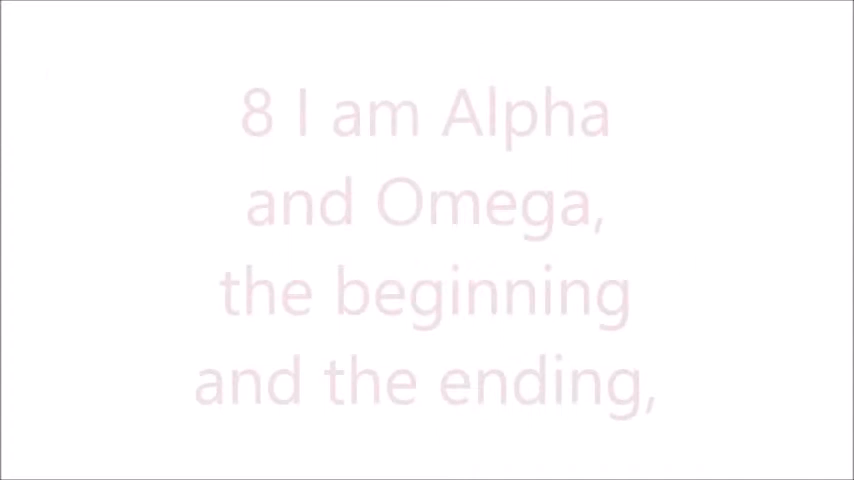 8 I am Alpha
and Omega,
the beginning
and the ending,